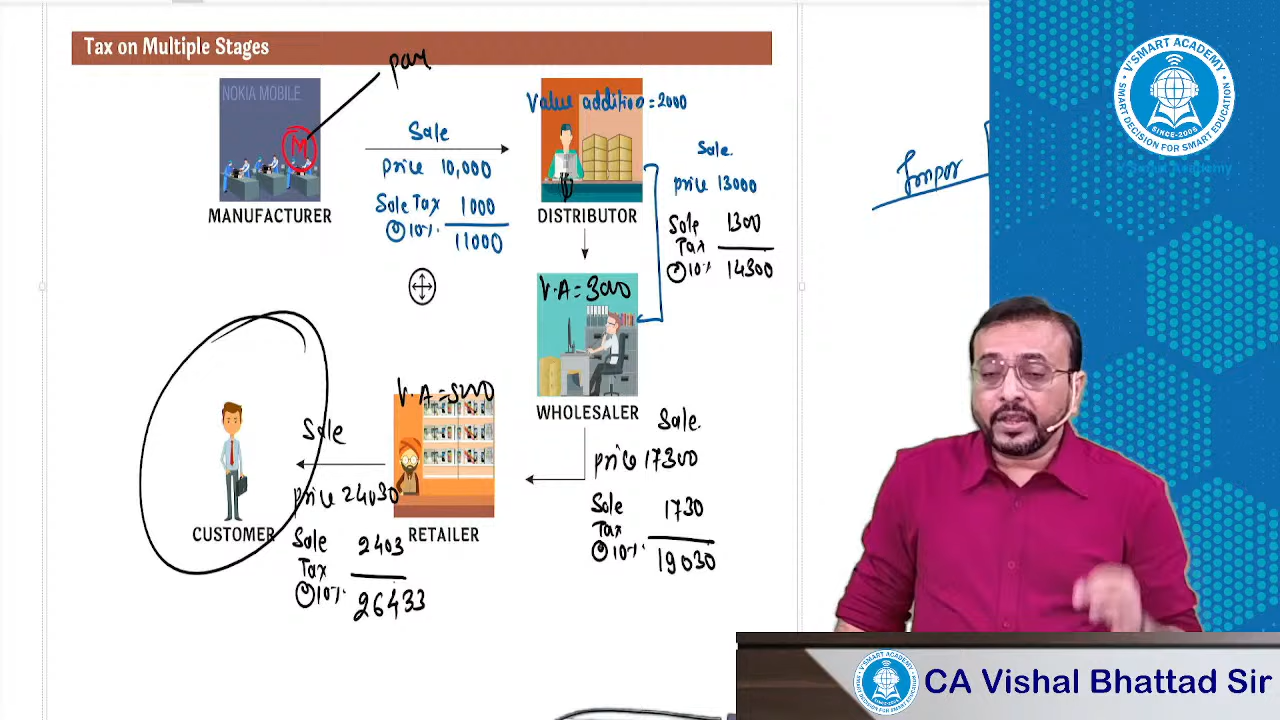 Tax on Multiple Stages
NOKIA MOBILE
M
MANUFACTURER
Sale
price 10,000
Sale Tax 1000
@10%
11000
Value addition = 2000
DISTRIBUTOR
Sale.
price 13000
Sale 1300
Tax
@10% 14300
V.A = 3000
WHOLESALER
Sale.
price 17300
Sale 1730
Tax
@10% 19030
V.A = 5000
RETAILER
Sale
price 24030
Sale 2403
Tax
@10% 26433
CUSTOMER
Impor
V'SMART ACADEMY
SMART DECISION FOR SMART EDUCATION
SINCE-2005
V'SMART ACADEMY
CA Vishal Bhattad Sir